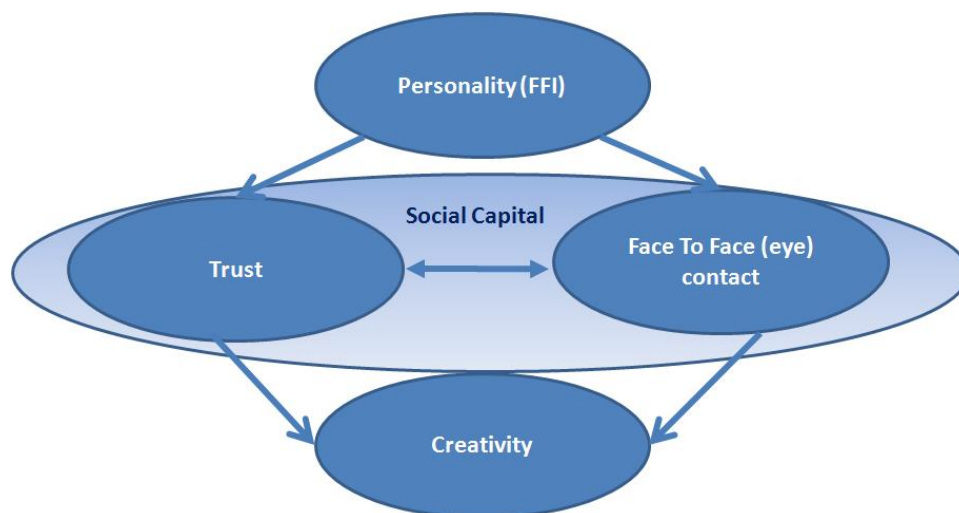 Personality (FFI)
Social Capital
Trust
Face To Face (eye)
contact
Creativity